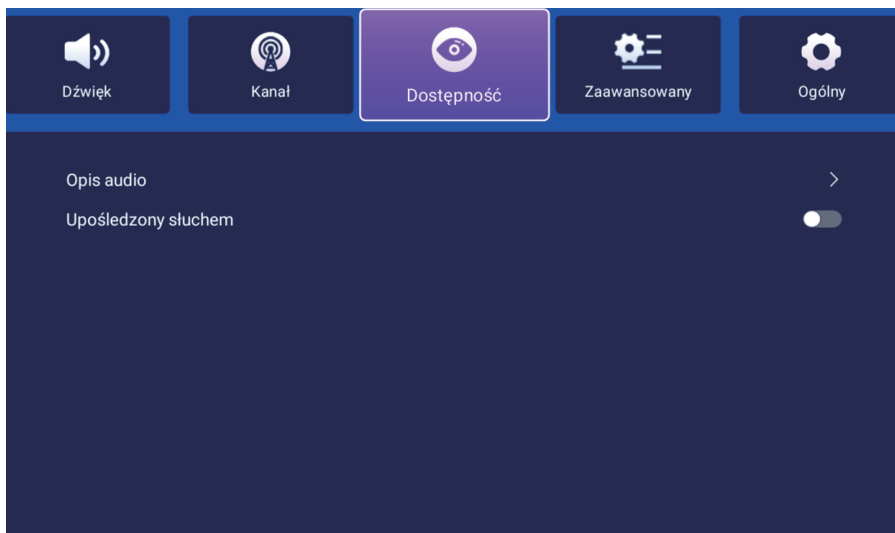 Dźwięk
Kanał
Dostępność
Zaawansowany
Ogólny
Opis audio
Upośledzony słuchem